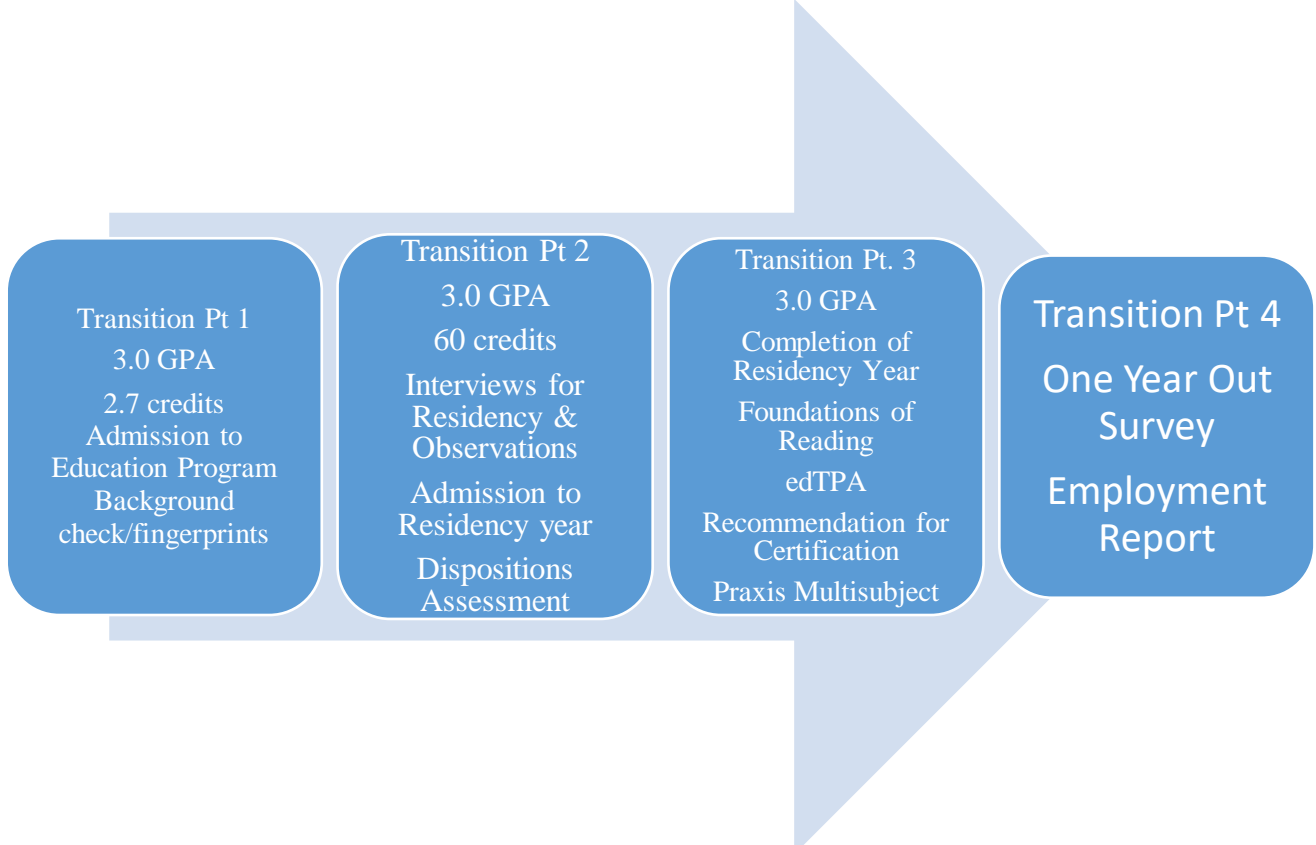 Transition Pt 1
3.0 GPA
2.7 credits
Admission to
Education Program
Background
check/fingerprints
Transition Pt 2
3.0 GPA
60 credits
Interviews for
Residency &
Observations
Admission to
Residency year
Dispositions
Assessment
Transition Pt. 3
3.0 GPA
Completion of
Residency Year
Foundations of
Reading
edTPA
Recommendation for
Certification
Praxis Multisubject
Transition Pt 4
One Year Out
Survey
Employment
Report